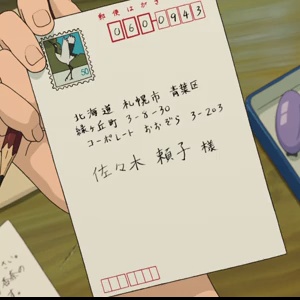 郵便はがき
060-0943
50
北海道 札幌市 青葉区
緑ヶ丘町 3-8-30
コーポレート おおぞら 3-203
佐々木 頼子 様